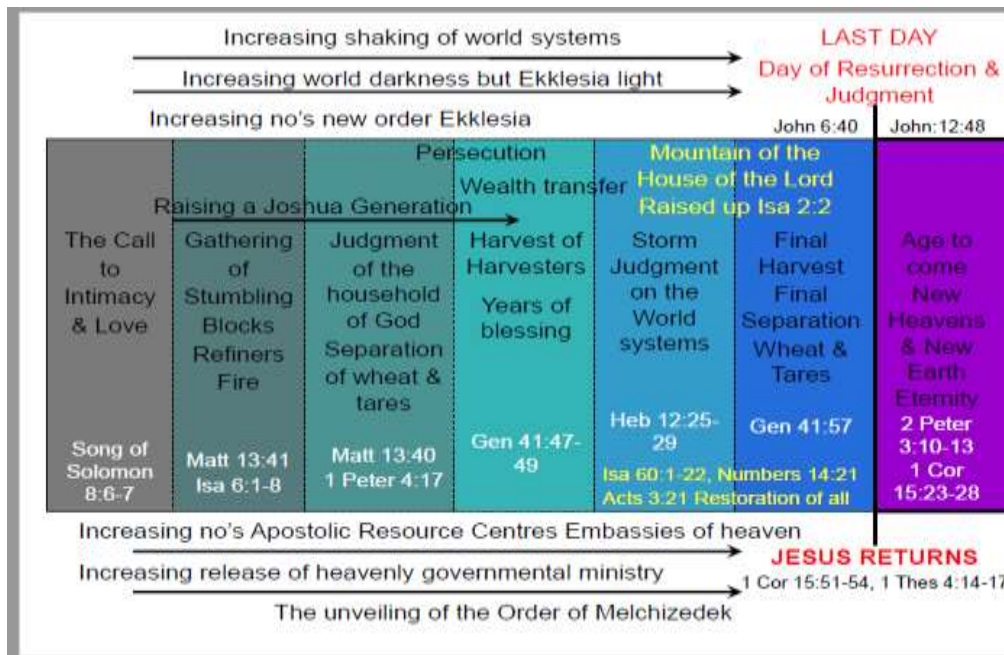 Increasing shaking of world systems
Increasing world darkness but Ekklesia light
Increasing no's new order Ekklesia
LAST DAY
Day of Resurrection &
Judgment
John 6:40
John:12:48
Persecution
Wealth transfer
Raising a Joshua Generation
Mountain of the
House of the Lord
Raised up Isa 2:2
The Call
to
Intimacy
& Love
Song of
Solomon
8:6-7
Gathering
of
Stumbling
Blocks
Refiners
Fire
Matt 13:41
Isa 6:1-8
Judgment
of the
household
of God
Separation
of wheat &
tares
Matt 13:40
1 Peter 4:17
Harvest of
Harvesters
Years of
blessing
Gen 41:47-
49
Storm
Judgment
on the
World
systems
Heb 12:25-
29
Final
Harvest
Final
Separation
Wheat &
Tares
Gen 41:57
Isa 60:1-22, Numbers 14:21
Acts 3:21 Restoration of all
Age to
come
New
Heavens
& New
Earth
Eternity
2 Peter
3:10-13
1 Cor
15:23-28
Increasing no's Apostolic Resource Centres Embassies of heaven
Increasing release of heavenly governmental ministry
The unveiling of the Order of Melchizedek
JESUS RETURNS
1 Cor 15:51-54, 1 Thes 4:14-17